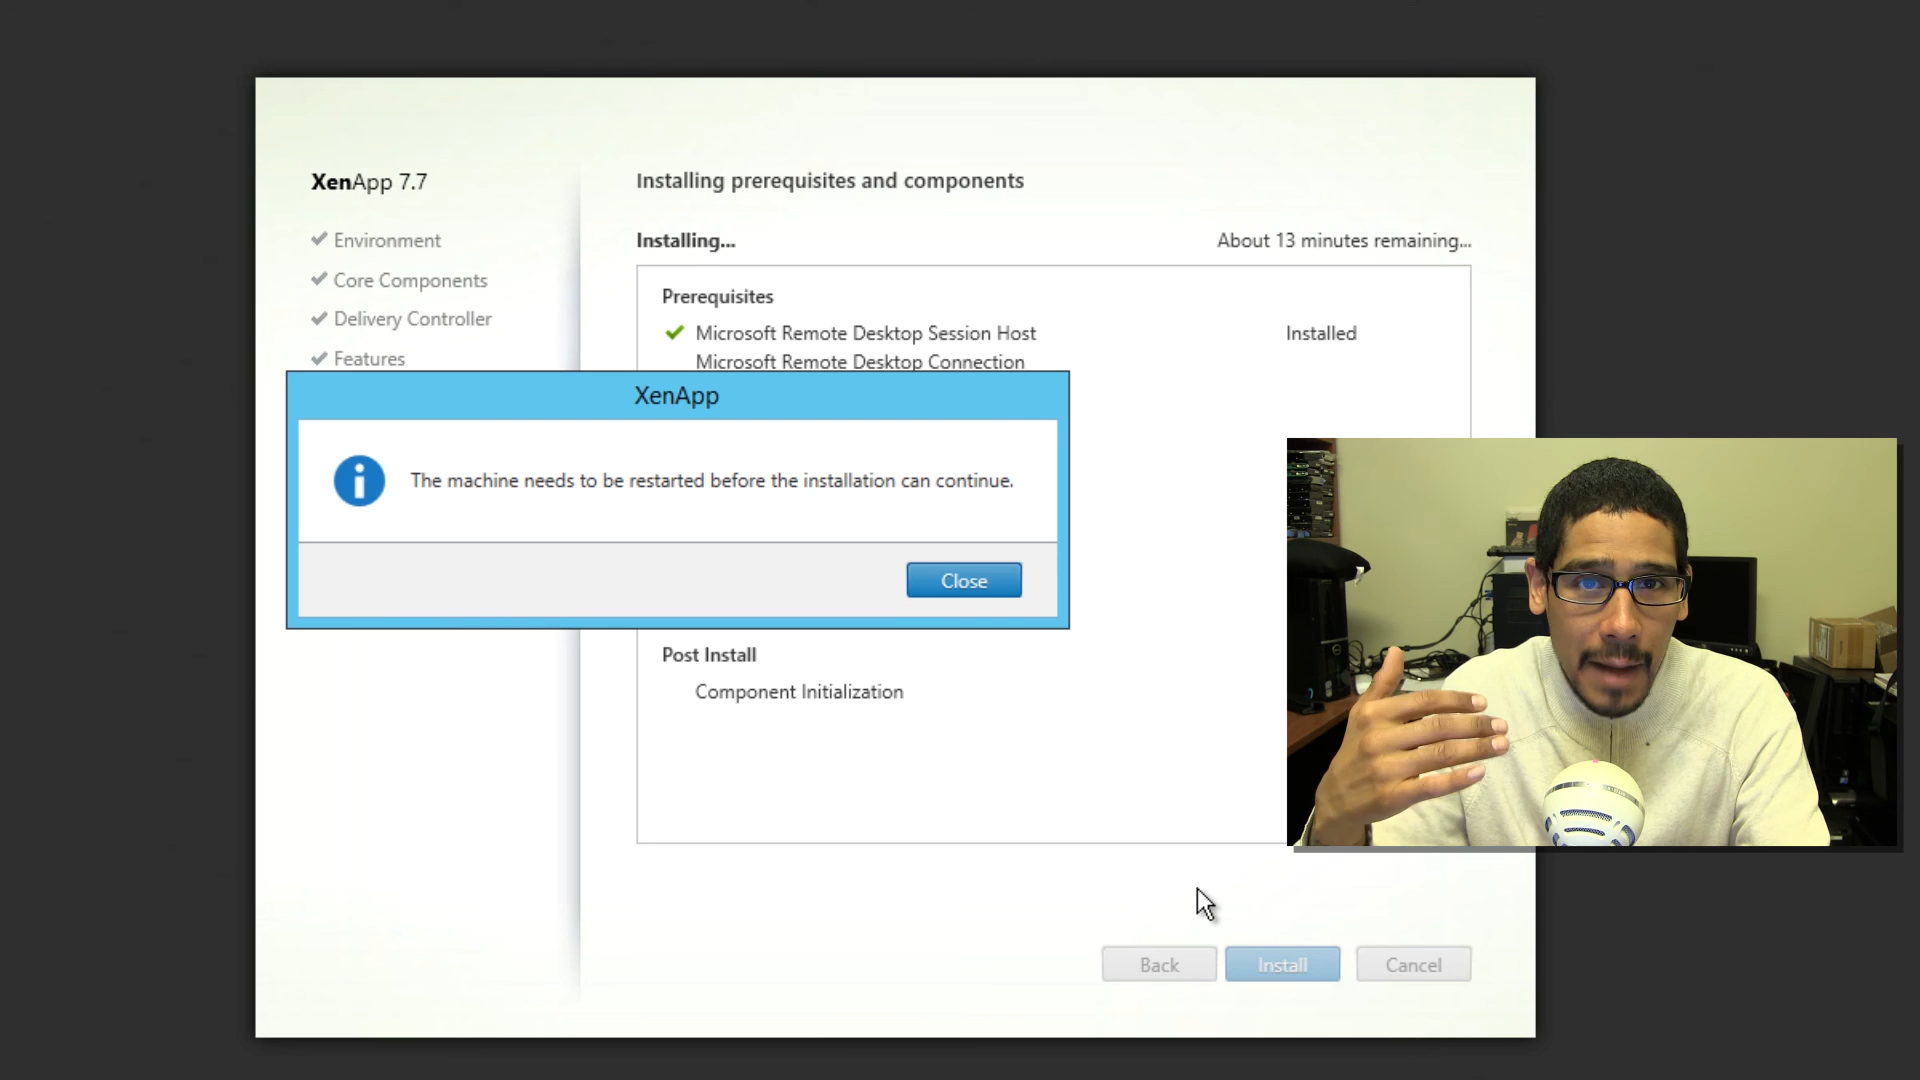 XenApp 7.7
Environment
Core Components
Delivery Controller
Features
Installing prerequisites and components
Installing...
About 13 minutes remaining...
Prerequisites
Microsoft Remote Desktop Session Host
Installed
Microsoft Remote Desktop Connection
XenApp
The machine needs to be restarted before the installation can continue.
Close
Post Install
Component Initialization
Back
Install
Cancel